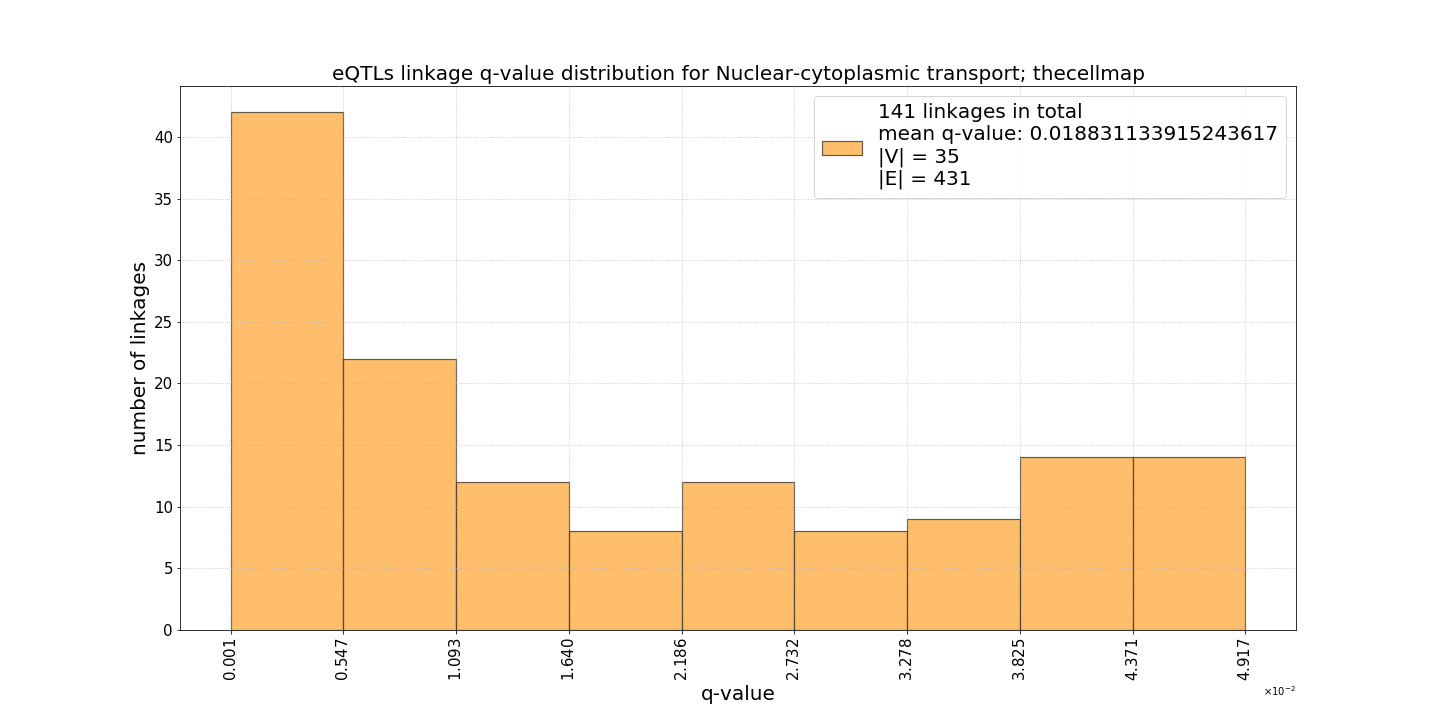 eQTLs linkage q-value distribution for Nuclear-cytoplasmic transport; thecellmap
141 linkages in total
mean q-value: 0.018831133915243617
|V| = 35
|E| = 431
number of linkages
40
35
30
25
20
15
10
5
0
0.001
0.547
1.093
1.640
2.186
2.732
3.278
3.825
4.371
4.917
×10⁻²
q-value